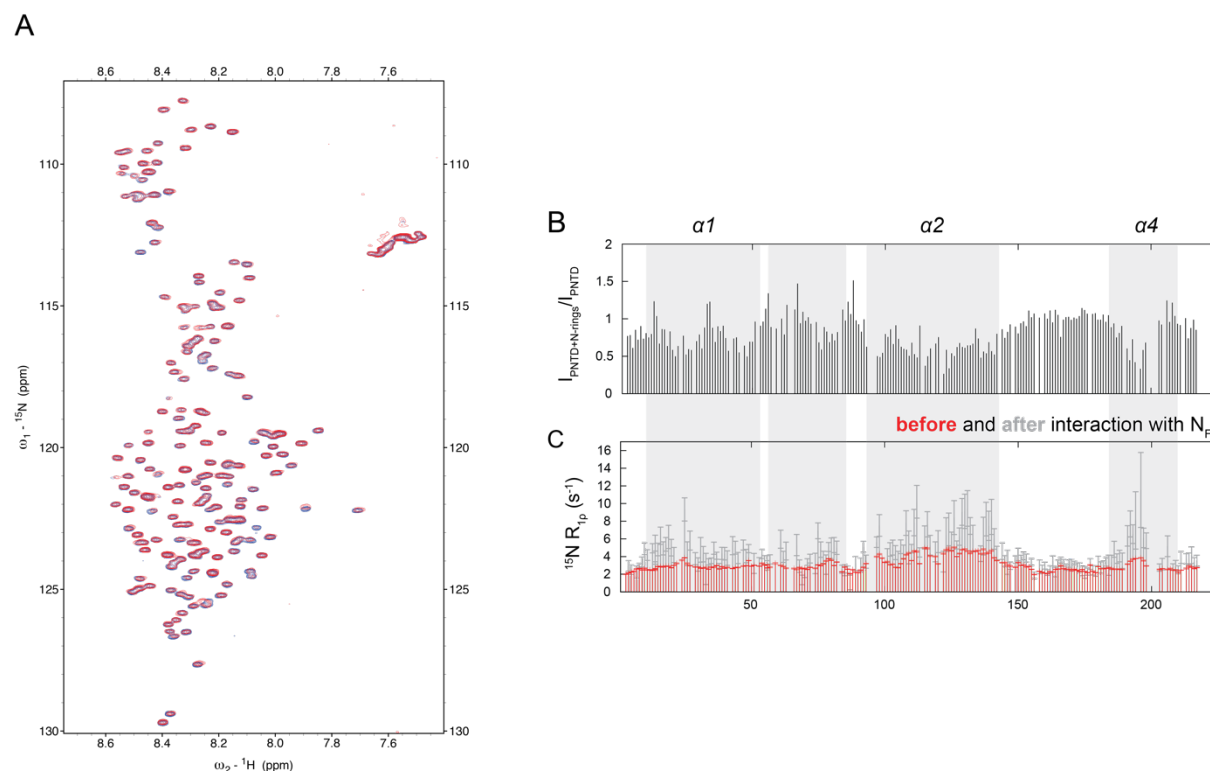 A
8.6 8.4 8.2 8.0 7.8 7.6
110 110
115 115
120 120
125 125
130 130
8.6 8.4 8.2 8.0 7.8 7.6
ω1 - 15N (ppm)
ω2 - 1H (ppm)
B
α1 α2 α4
2
1.5
1
0.5
0
IPNTD+N-rings/IPNTD
before and after interaction with N
C
16
14
12
10
8
6
4
2
0
15N R1ρ (s-1)
50 100 150 200